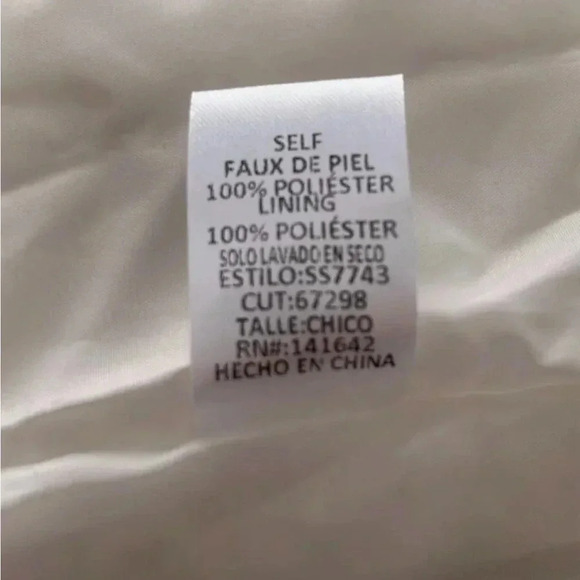 SELF
FAUX DE PIEL
100% POLIÉSTER
LINING
100% POLIÉSTER
SOLO LAVADO EN SECO
ESTILO:SS7743
CUT:67298
TALLE:CHICO
RN#:141642
HECHO EN CHINA